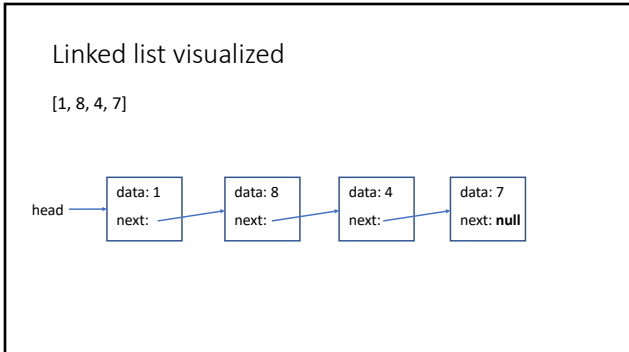 Linked list visualized
[1, 8, 4, 7]
head
data: 1
next:
data: 8
next:
data: 4
next:
data: 7
next: null